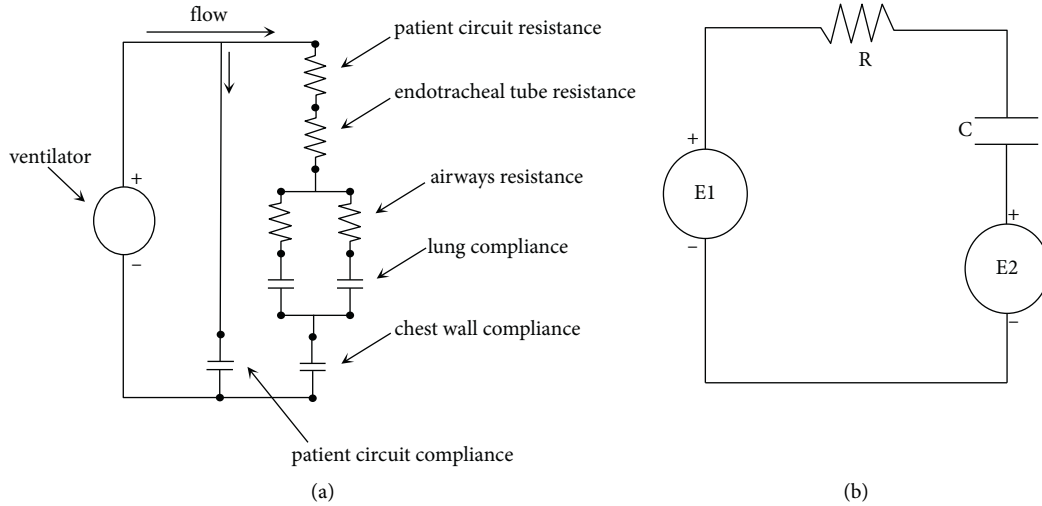 flow
patient circuit resistance
endotracheal tube resistance
ventilator
+
−
airways resistance
lung compliance
chest wall compliance
patient circuit compliance
(a)
R
C
+
E1
−
+
E2
−
(b)